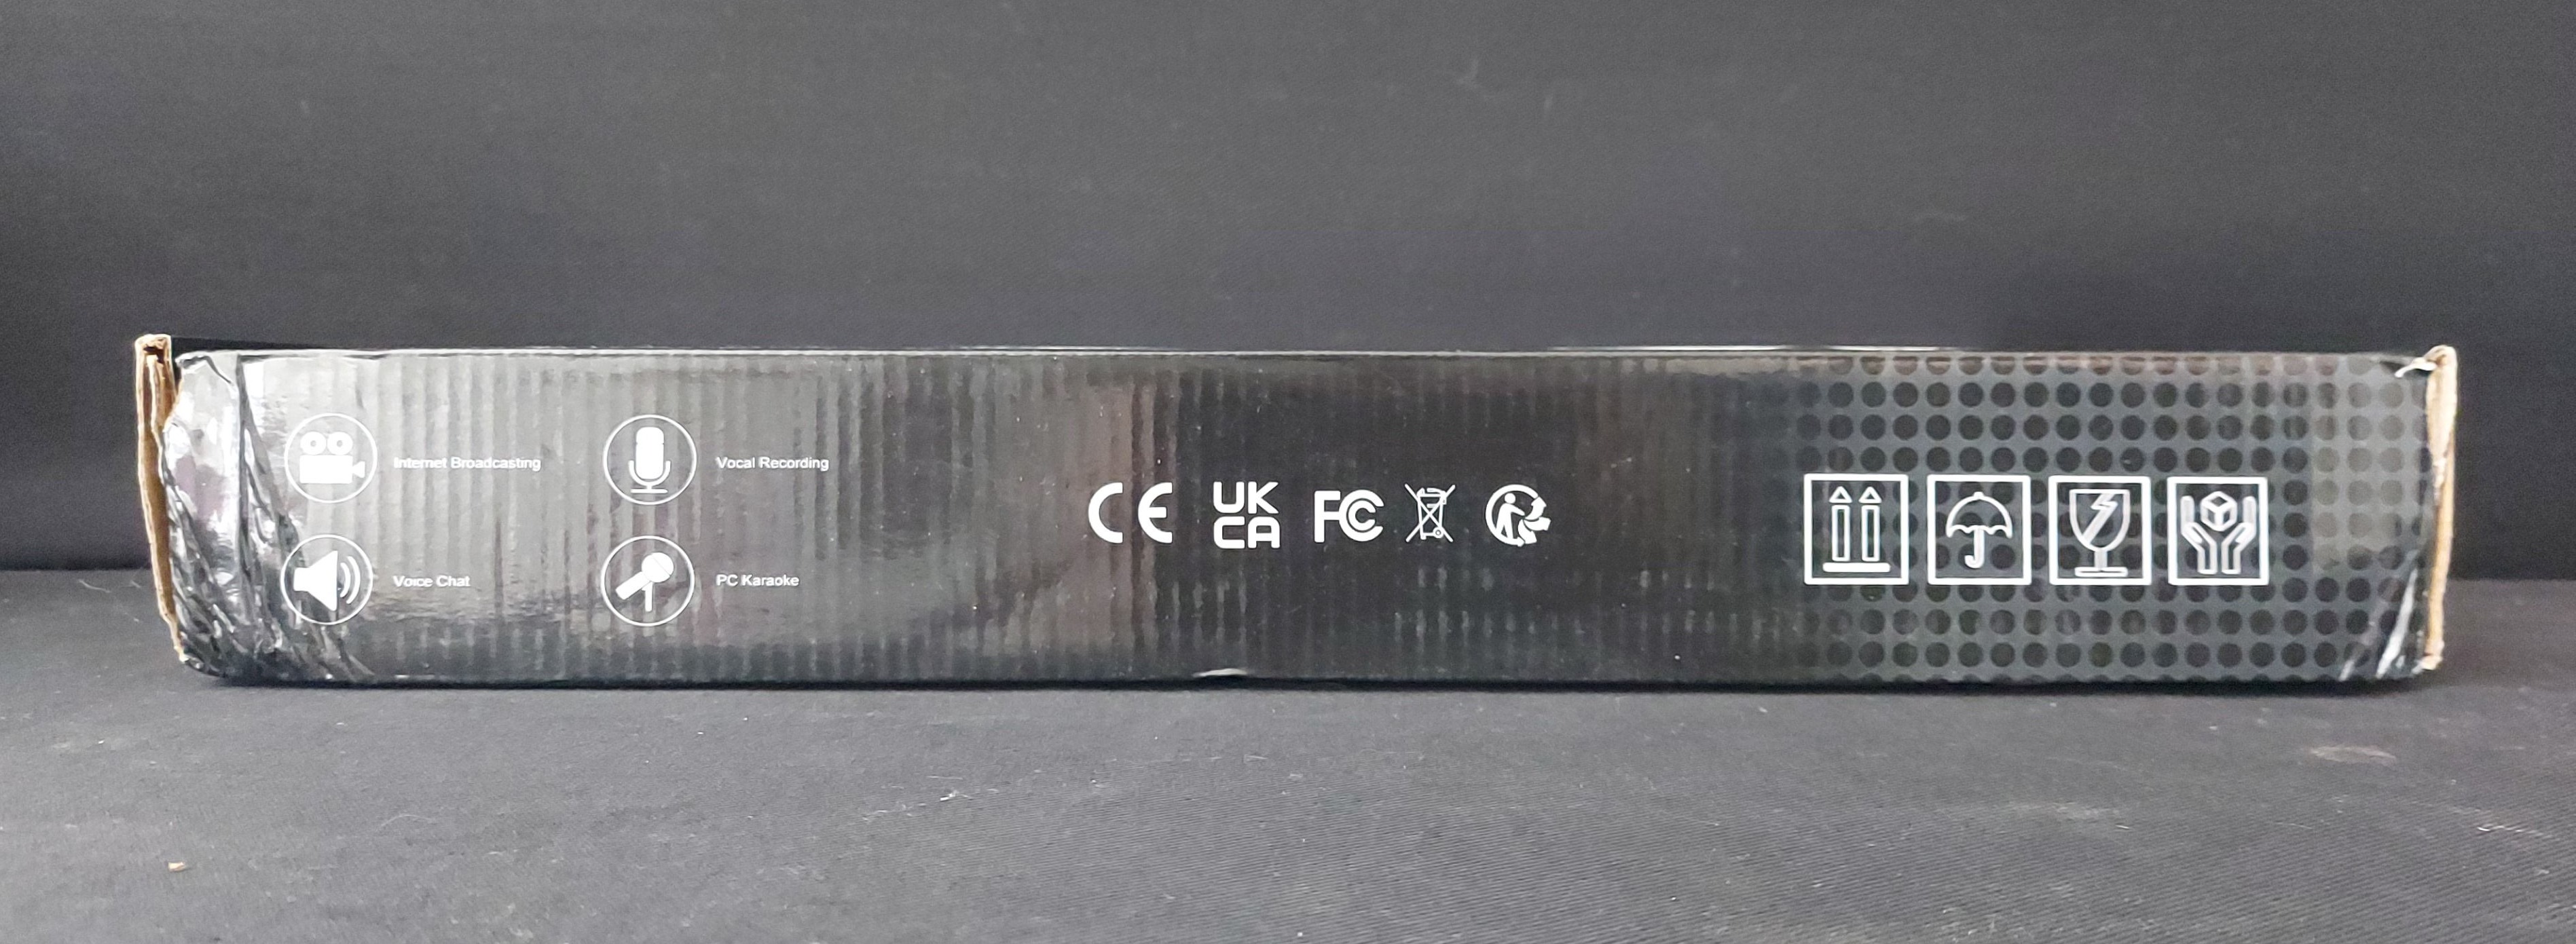 Internet Broadcasting
Vocal Recording
Voice Chat
PC Karaoke
CE
UK
CA
FC